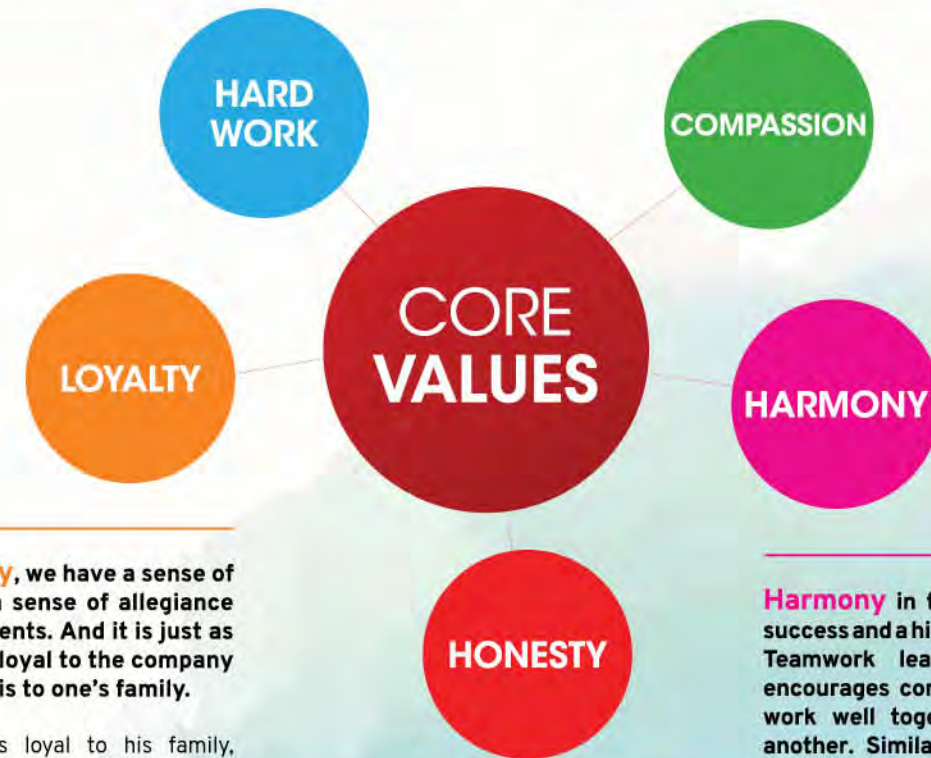 HARD
WORK
COMPASSION
CORE
VALUES
LOYALTY
HARMONY
HONESTY
, we have a sense of
sense of allegiance
And it is just as
loyal to the company
is to one's family.
loyal to his family,
Harmony in
success and a
Teamwork
encourages
work well
another.